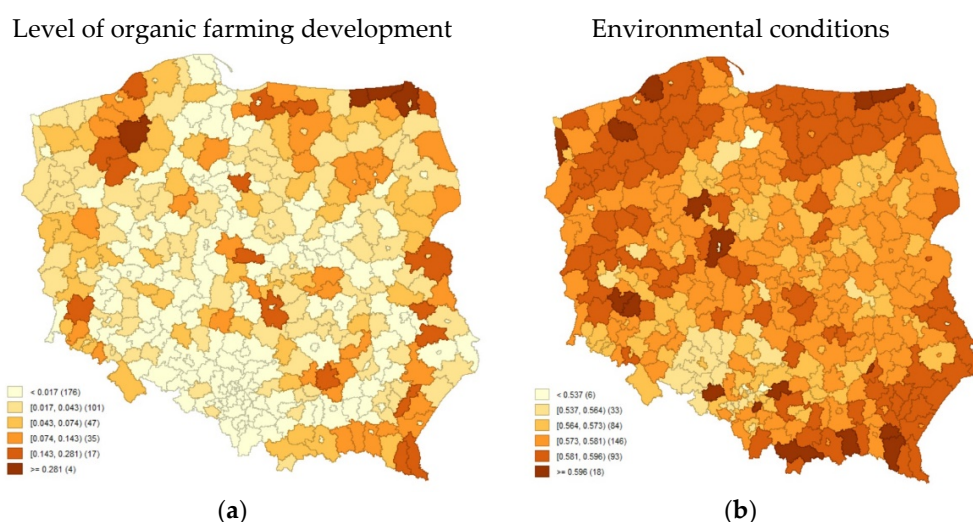 Level of organic farming development
Environmental conditions
< 0.017 (176)
[0.017, 0.043) (101)
[0.043, 0.074) (47)
[0.074, 0.143) (35)
[0.143, 0.281) (17)
>= 0.281 (4)
< 0.537 (6)
[0.537, 0.564) (33)
[0.564, 0.573) (84)
[0.573, 0.581) (146)
[0.581, 0.596) (93)
>= 0.596 (18)
(a)
(b)